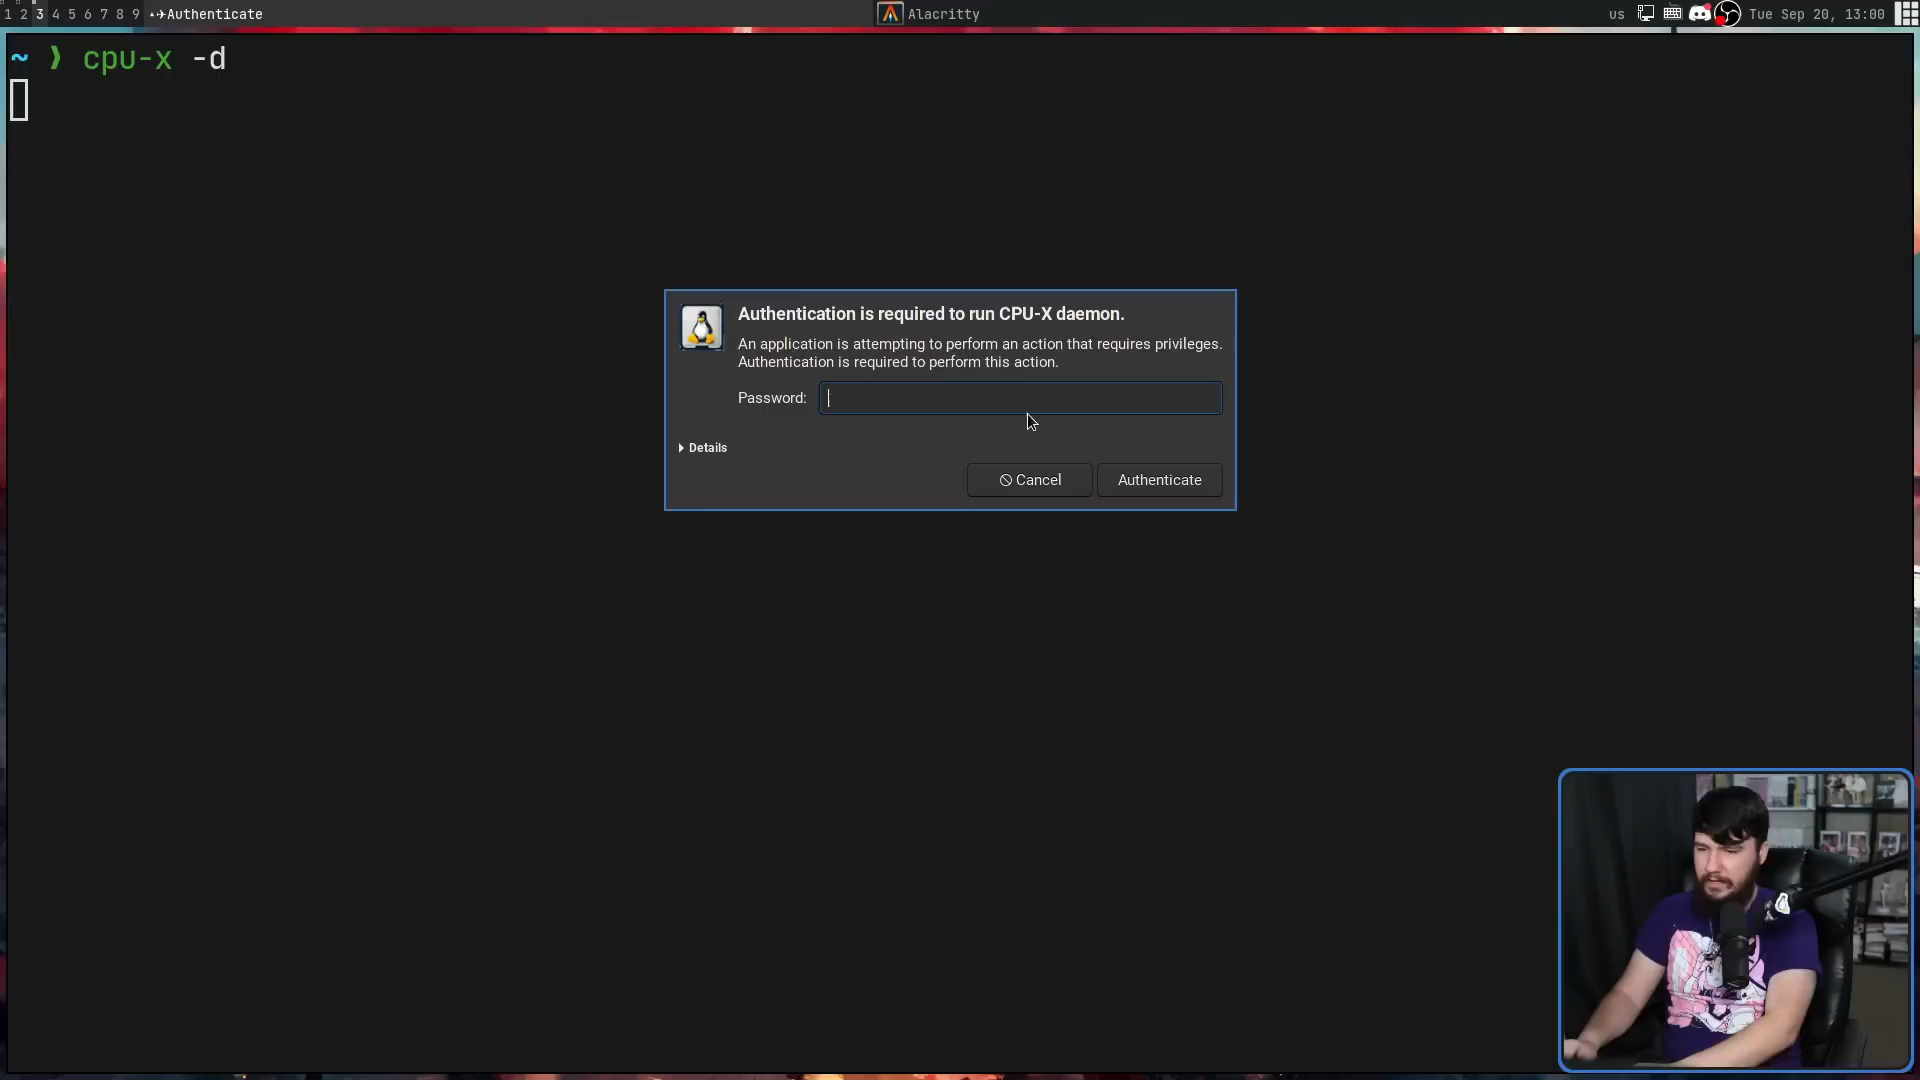 1 2 3 4 5 6 7 8 9 Authenticate Alacritty us Tue Sep 20, 13:00
~ ❯ cpu-x -d
Authentication is required to run CPU-X daemon.
An application is attempting to perform an action that requires privileges.
Authentication is required to perform this action.
Password:
Details
Cancel Authenticate